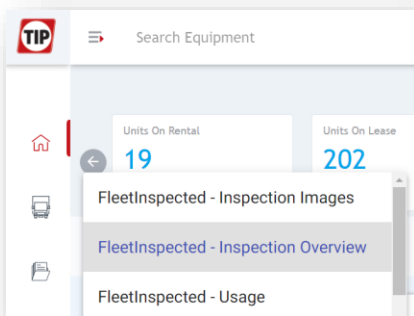 TIP
Search Equipment
Units On Rental
Units On Lease
19
202
FleetInspected - Inspection Images
FleetInspected - Inspection Overview
FleetInspected - Usage